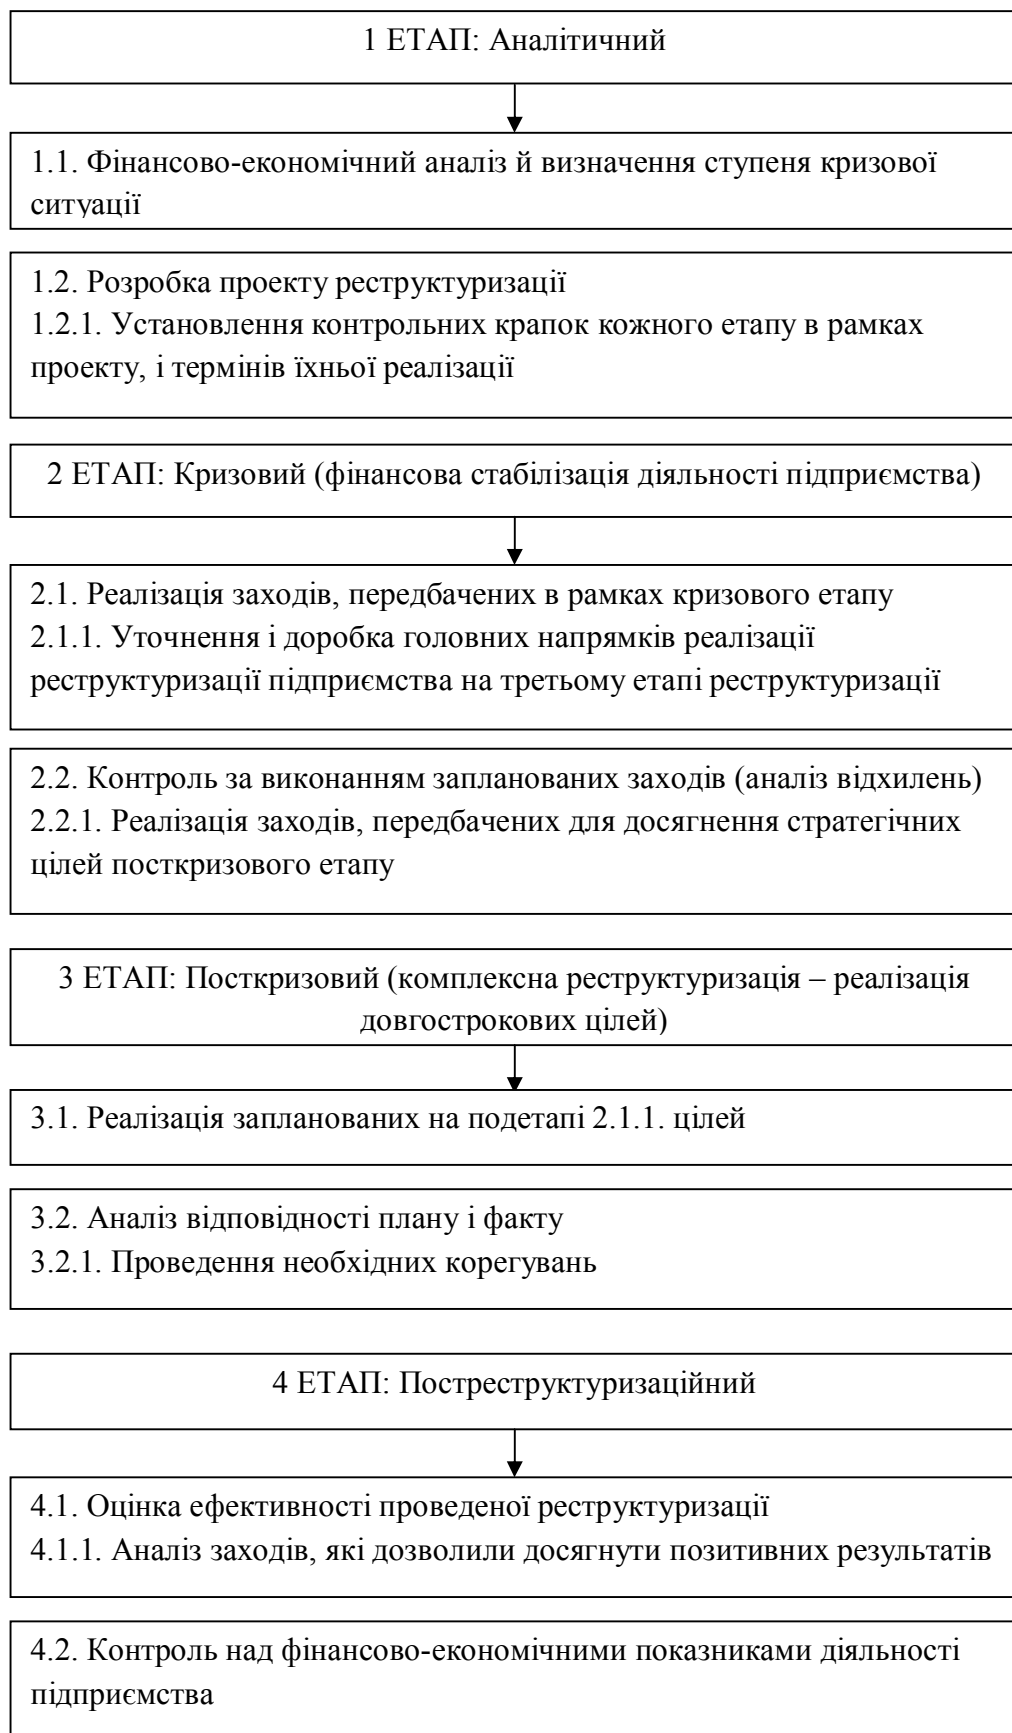 1 ЕТАП: Аналітичний
1.1. Фінансово-економічний аналіз й визначення ступеня кризової
ситуації
1.2. Розробка проекту реструктуризації
1.2.1. Установлення контрольних крапок кожного етапу в рамках
проекту, і термінів їхньої реалізації
2 ЕТАП: Кризовий (фінансова стабілізація діяльності підприємства)
2.1. Реалізація заходів, передбачених в рамках кризового етапу
2.1.1. Уточнення і доробка головних напрямків реалізації
реструктуризації підприємства на третьому етапі реструктуризації
2.2. Контроль за виконанням запланованих заходів (аналіз відхилень)
2.2.1. Реалізація заходів, передбачених для досягнення стратегічних
цілей посткризового етапу
3 ЕТАП: Посткризовий (комплексна реструктуризація – реалізація
довгострокових цілей)
3.1. Реалізація запланованих на подетапі 2.1.1. цілей
3.2. Аналіз відповідності плану і факту
3.2.1. Проведення необхідних корегувань
4 ЕТАП: Постреструктуризаційний
4.1. Оцінка ефективності проведеної реструктуризації
4.1.1. Аналіз заходів, які дозволили досягнути позитивних результатів
4.2. Контроль над фінансово-економічними показниками діяльності
підприємства